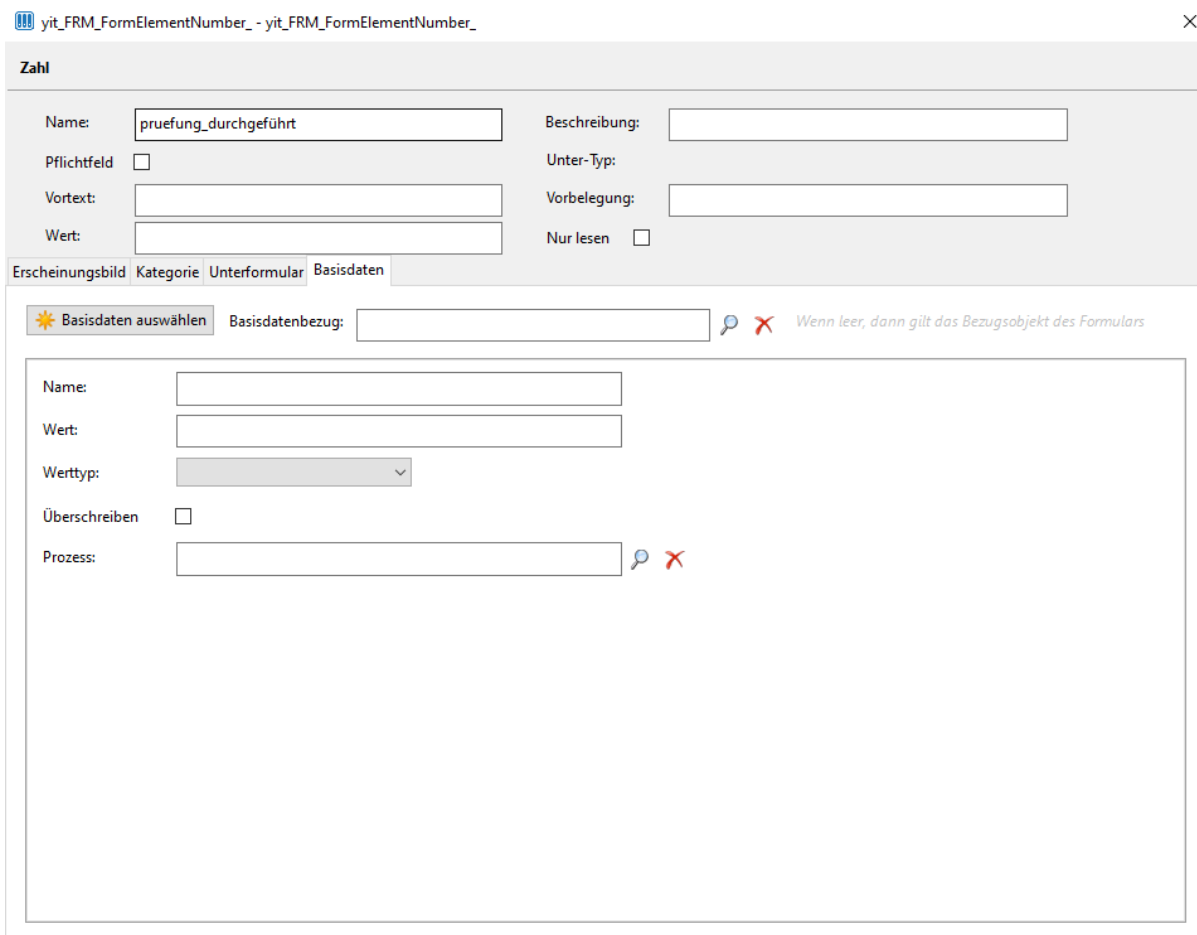 yit_FRM_FormElementNumber_ - yit_FRM_FormElementNumber_
Zahl
Name: pruefung_durchgeführt Beschreibung:
Pflichtfeld Unter-Typ:
Vortext: Vorbelegung:
Wert: Nur lesen
Erscheinungsbild Kategorie Unterformular Basisdaten
Basisdaten auswählen Basisdatenbezug: Wenn leer, dann gilt das Bezugsobjekt des Formulars
Name:
Wert:
Werttyp:
Überschreiben
Prozess: